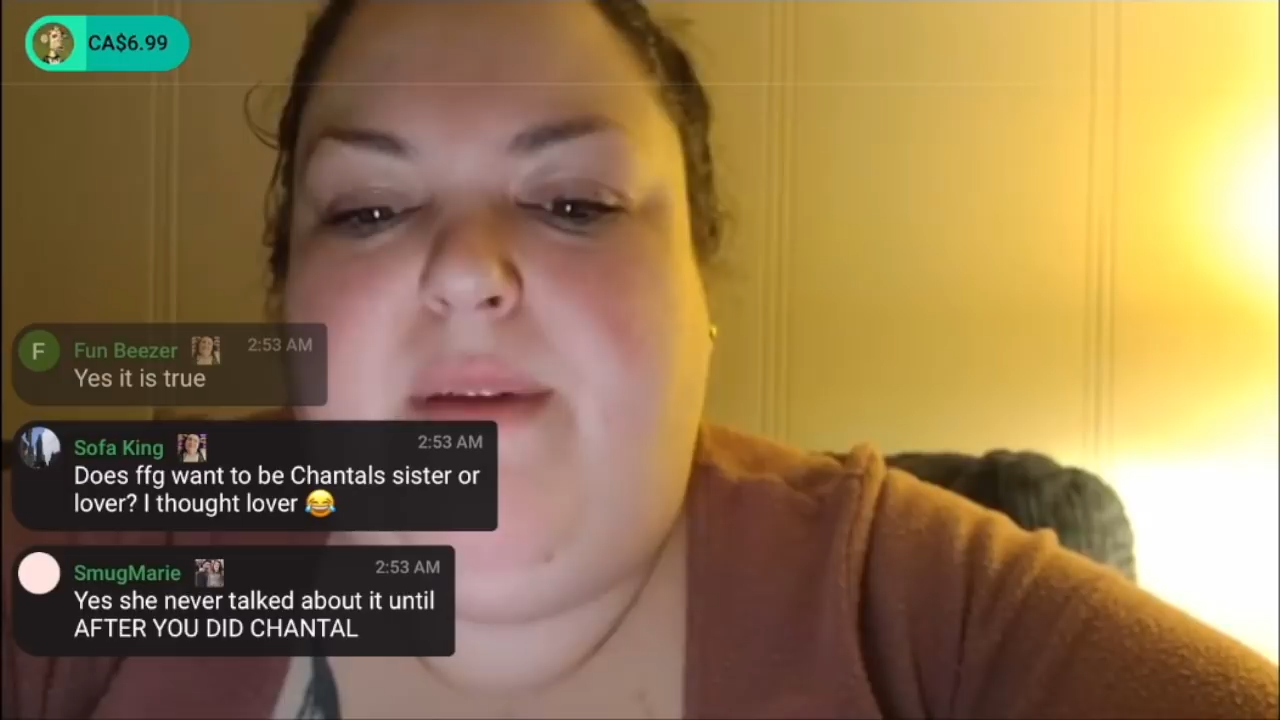 CA$6.99
F Fun Beezer 2:53 AM
Yes it is true
Sofa King 2:53 AM
Does ffg want to be Chantals sister or
lover? I thought lover 😂
SmugMarie 2:53 AM
Yes she never talked about it until
AFTER YOU DID CHANTAL